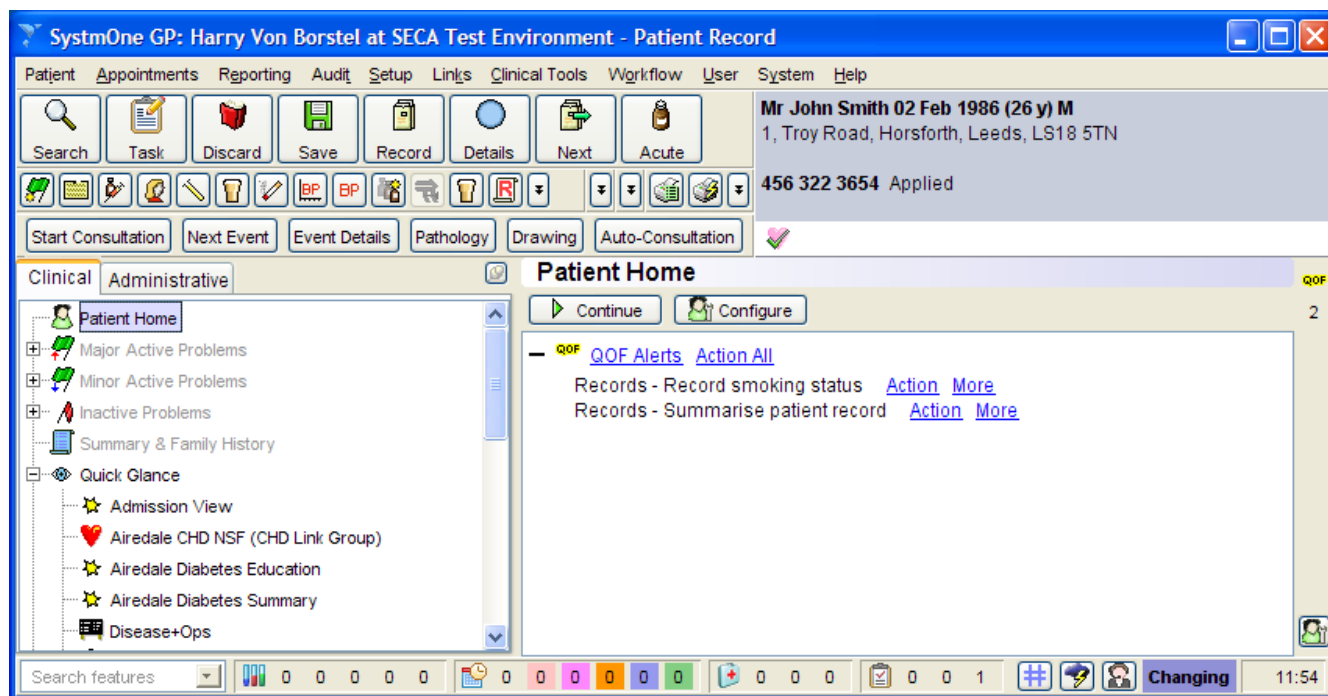 SystmOne GP: Harry Von Borstel at SECA Test Environment - Patient Record
Patient Appointments Reporting Audit Setup Links Clinical Tools Workflow User System Help
Search Task Discard Save Record Details Next Acute
Mr John Smith 02 Feb 1986 (26 y) M
1, Troy Road, Horsforth, Leeds, LS18 5TN
BP BP R
456 322 3654 Applied
Start Consultation Next Event Event Details Pathology Drawing Auto-Consultation
Clinical Administrative
Patient Home
QOF
2
Continue Configure
Patient Home
Major Active Problems
Minor Active Problems
Inactive Problems
Summary & Family History
Quick Glance
Admission View
Airedale CHD NSF (CHD Link Group)
Airedale Diabetes Education
Airedale Diabetes Summary
Disease+Ops
QOF QOF Alerts Action All
Records - Record smoking status Action More
Records - Summarise patient record Action More
Search features 0 0 0 0 0 0 0 0 0 0 0 0 0 0 0 0 1 Changing 11:54